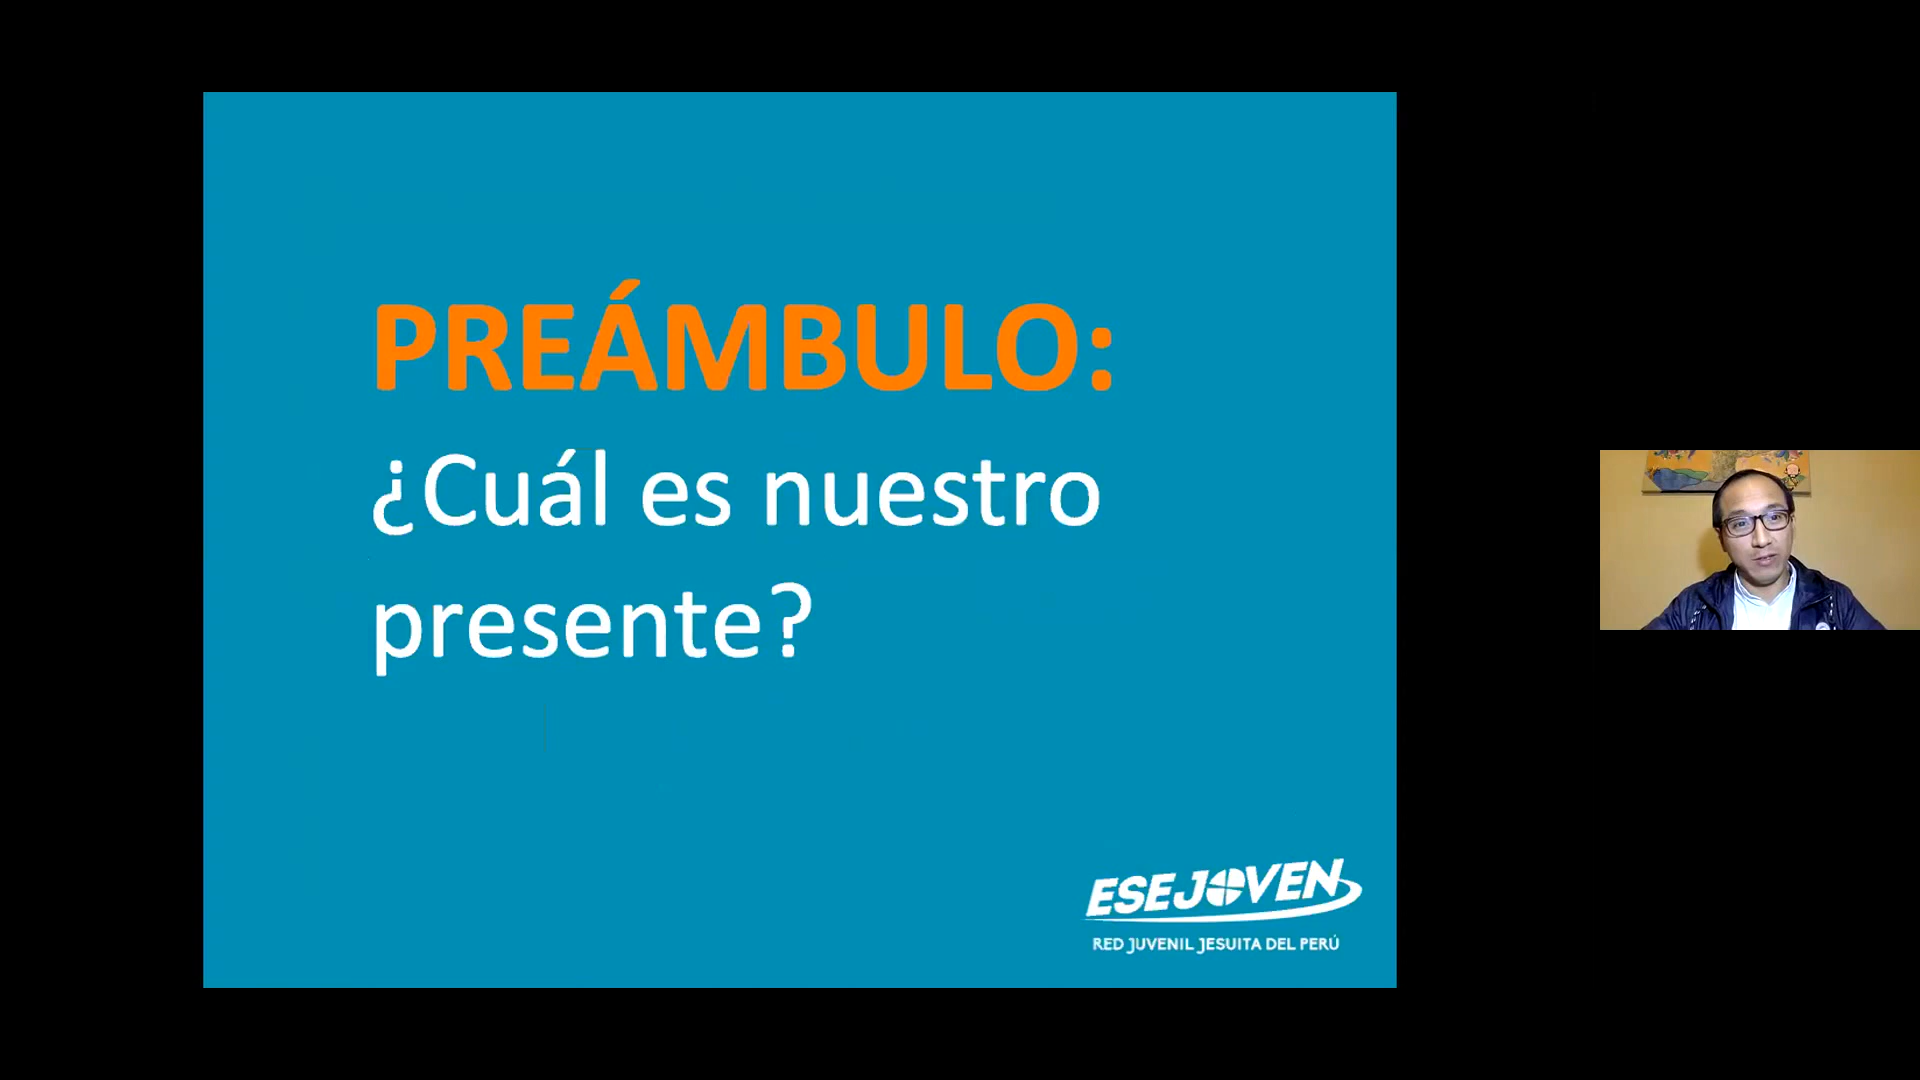 PREÁMBULO:
¿Cuál es nuestro
presente?
ESEJOVEN
RED JUVENIL JESUITA DEL PERÚ